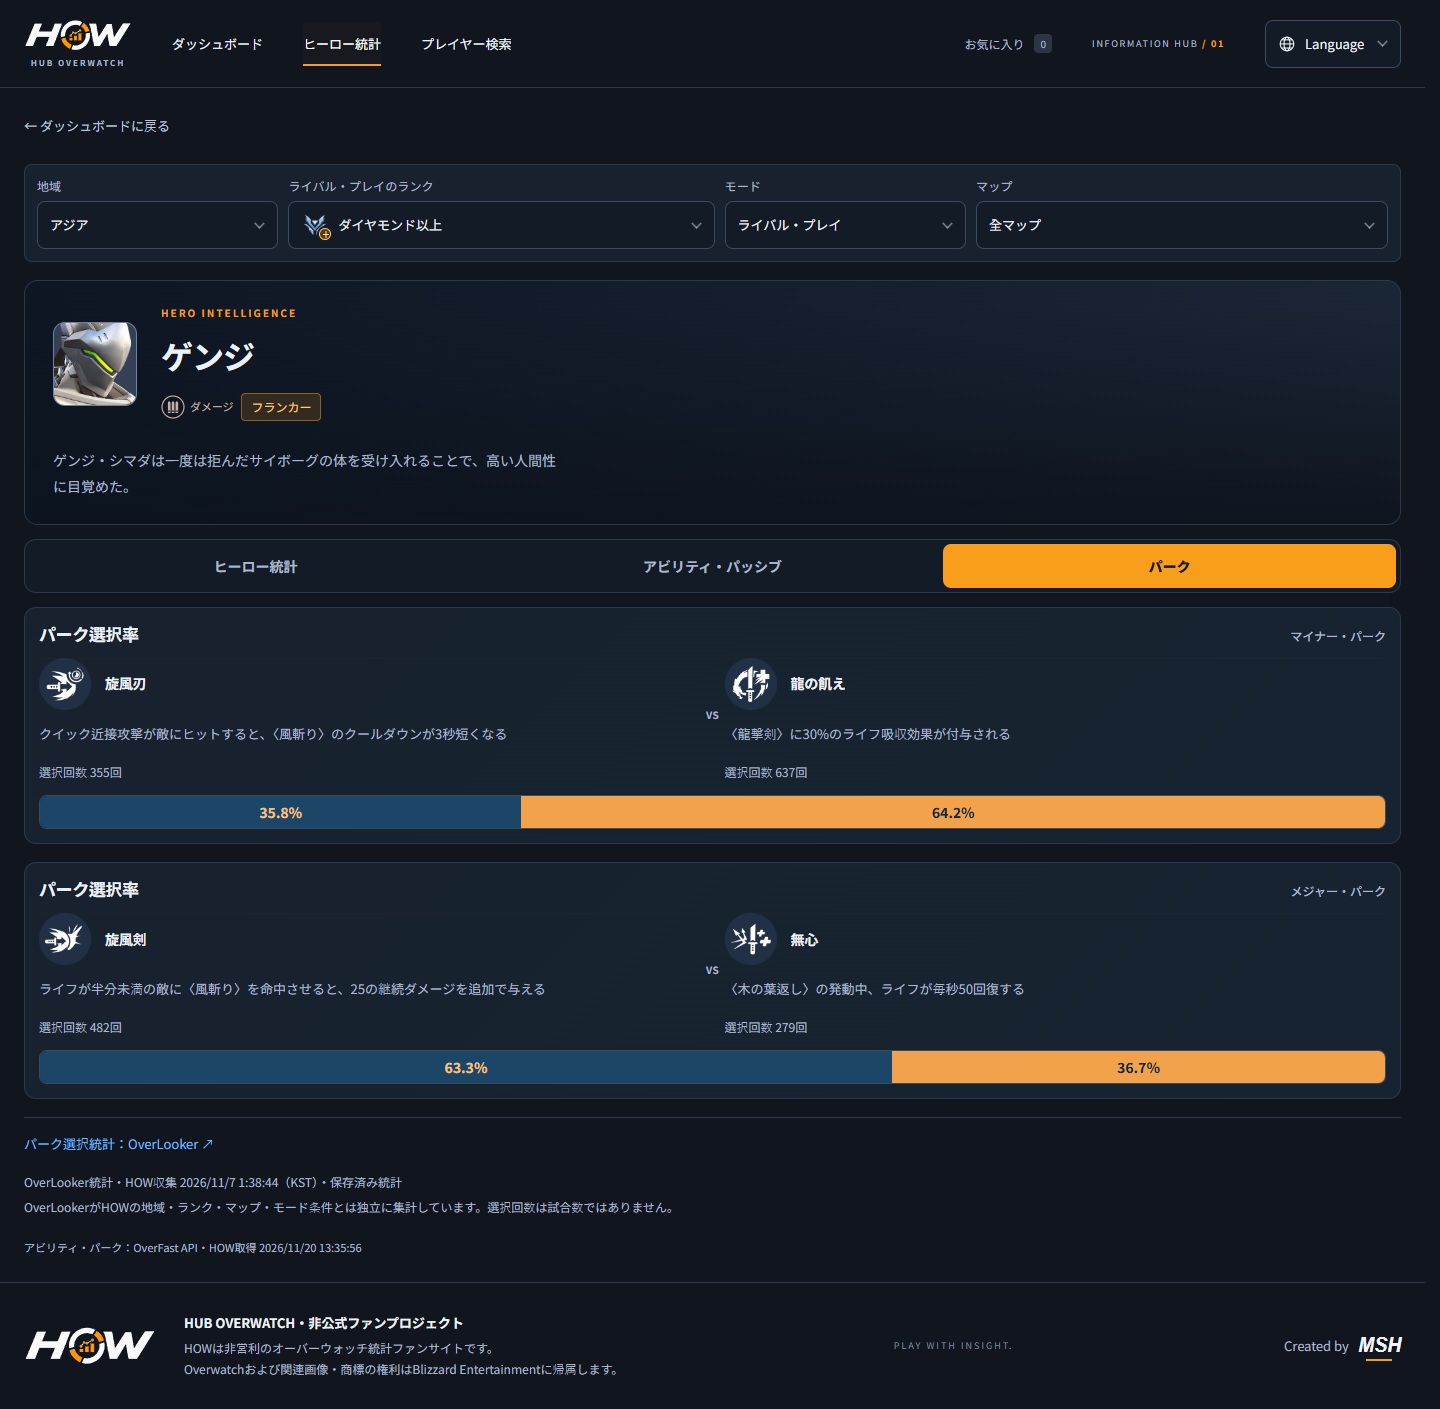 HOW
HUB OVERWATCH
ダッシュボード
ヒーロー統計
プレイヤー検索
お気に入り 0
INFORMATION HUB / 01
Language
← ダッシュボードに戻る
地域
ライバル・プレイのランク
モード
マップ
アジア
ダイヤモンド以上
ライバル・プレイ
全マップ
HERO INTELLIGENCE
ゲンジ
ダメージ
フランカー
ゲンジ・シマダは一度は拒んだサイボーグの体を受け入れることで、高い人間性
に目覚めた。
ヒーロー統計
アビリティ・パッシブ
パーク
パーク選択率
マイナー・パーク
旋風刃
龍の飢え
VS
クイック近接攻撃が敵にヒットすると、〈風斬り〉のクールダウンが3秒短くなる
〈龍撃剣〉に30%のライフ吸収効果が付与される
選択回数 355回
選択回数 637回
35.8%
64.2%
パーク選択率
メジャー・パーク
旋風剣
無心
VS
ライフが半分未満の敵に〈風斬り〉を命中させると、25の継続ダメージを追加で与える
〈木の葉返し〉の発動中、ライフが毎秒50回復する
選択回数 482回
選択回数 279回
63.3%
36.7%
パーク選択統計：OverLooker ↗
OverLooker統計・HOW収集 2026/11/7 1:38:44（KST）・保存済み統計
OverLookerがHOWの地域・ランク・マップ・モード条件とは独立に集計しています。選択回数は試合数ではありません。
アビリティ・パーク：OverFast API・HOW取得 2026/11/20 13:35:56
HOW
HUB OVERWATCH・非公式ファンプロジェクト
HOWは非営利のオーバーウォッチ統計ファンサイトです。
Overwatchおよび関連画像・商標の権利はBlizzard Entertainmentに帰属します。
PLAY WITH INSIGHT.
Created by MSH